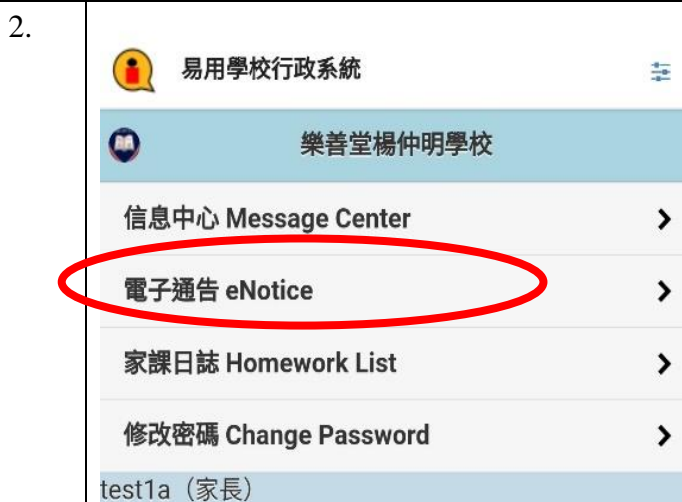 2.
易用學校行政系統
樂善堂楊仲明學校
信息中心 Message Center
電子通告 eNotice
家課日誌 Homework List
修改密碼 Change Password
test1a（家長）